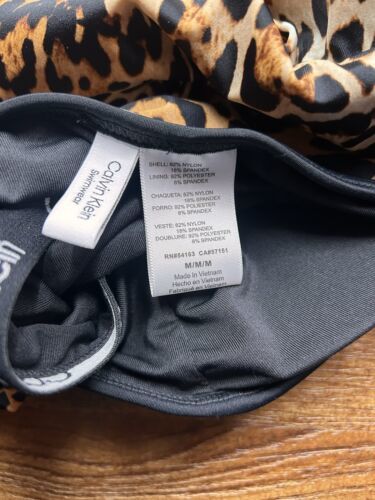 Calvin Klein
Swimwear
SHELL: 82% NYLON
18% SPANDEX
LINING: 92% POLYESTER
8% SPANDEX
CHAQUETA: 82% NYLON
18% SPANDEX
FORRO: 92% POLYESTER
8% SPANDEX
VESTE: 82% NYLON
18% SPANDEX
DOUBLURE: 92% POLYESTER
8% SPANDEX
RN#54163 CA#57151
M/M/M
Made in Vietnam
Hecho en Vietnam
Fabriqué en Vietnam